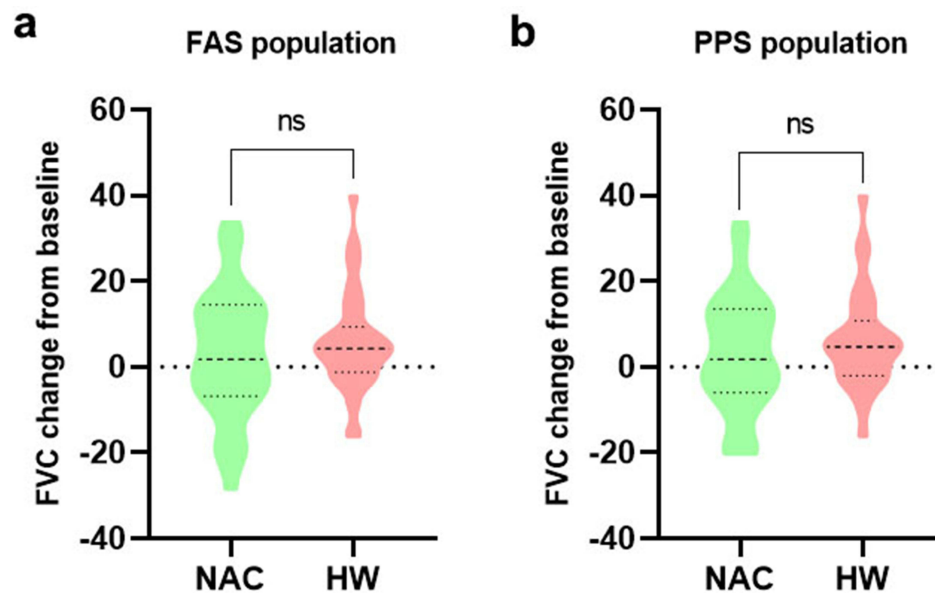 a
FAS population
FVC change from baseline
60
40
20
0
-20
-40
ns
NAC HW
b
PPS population
FVC change from baseline
60
40
20
0
-20
-40
ns
NAC HW